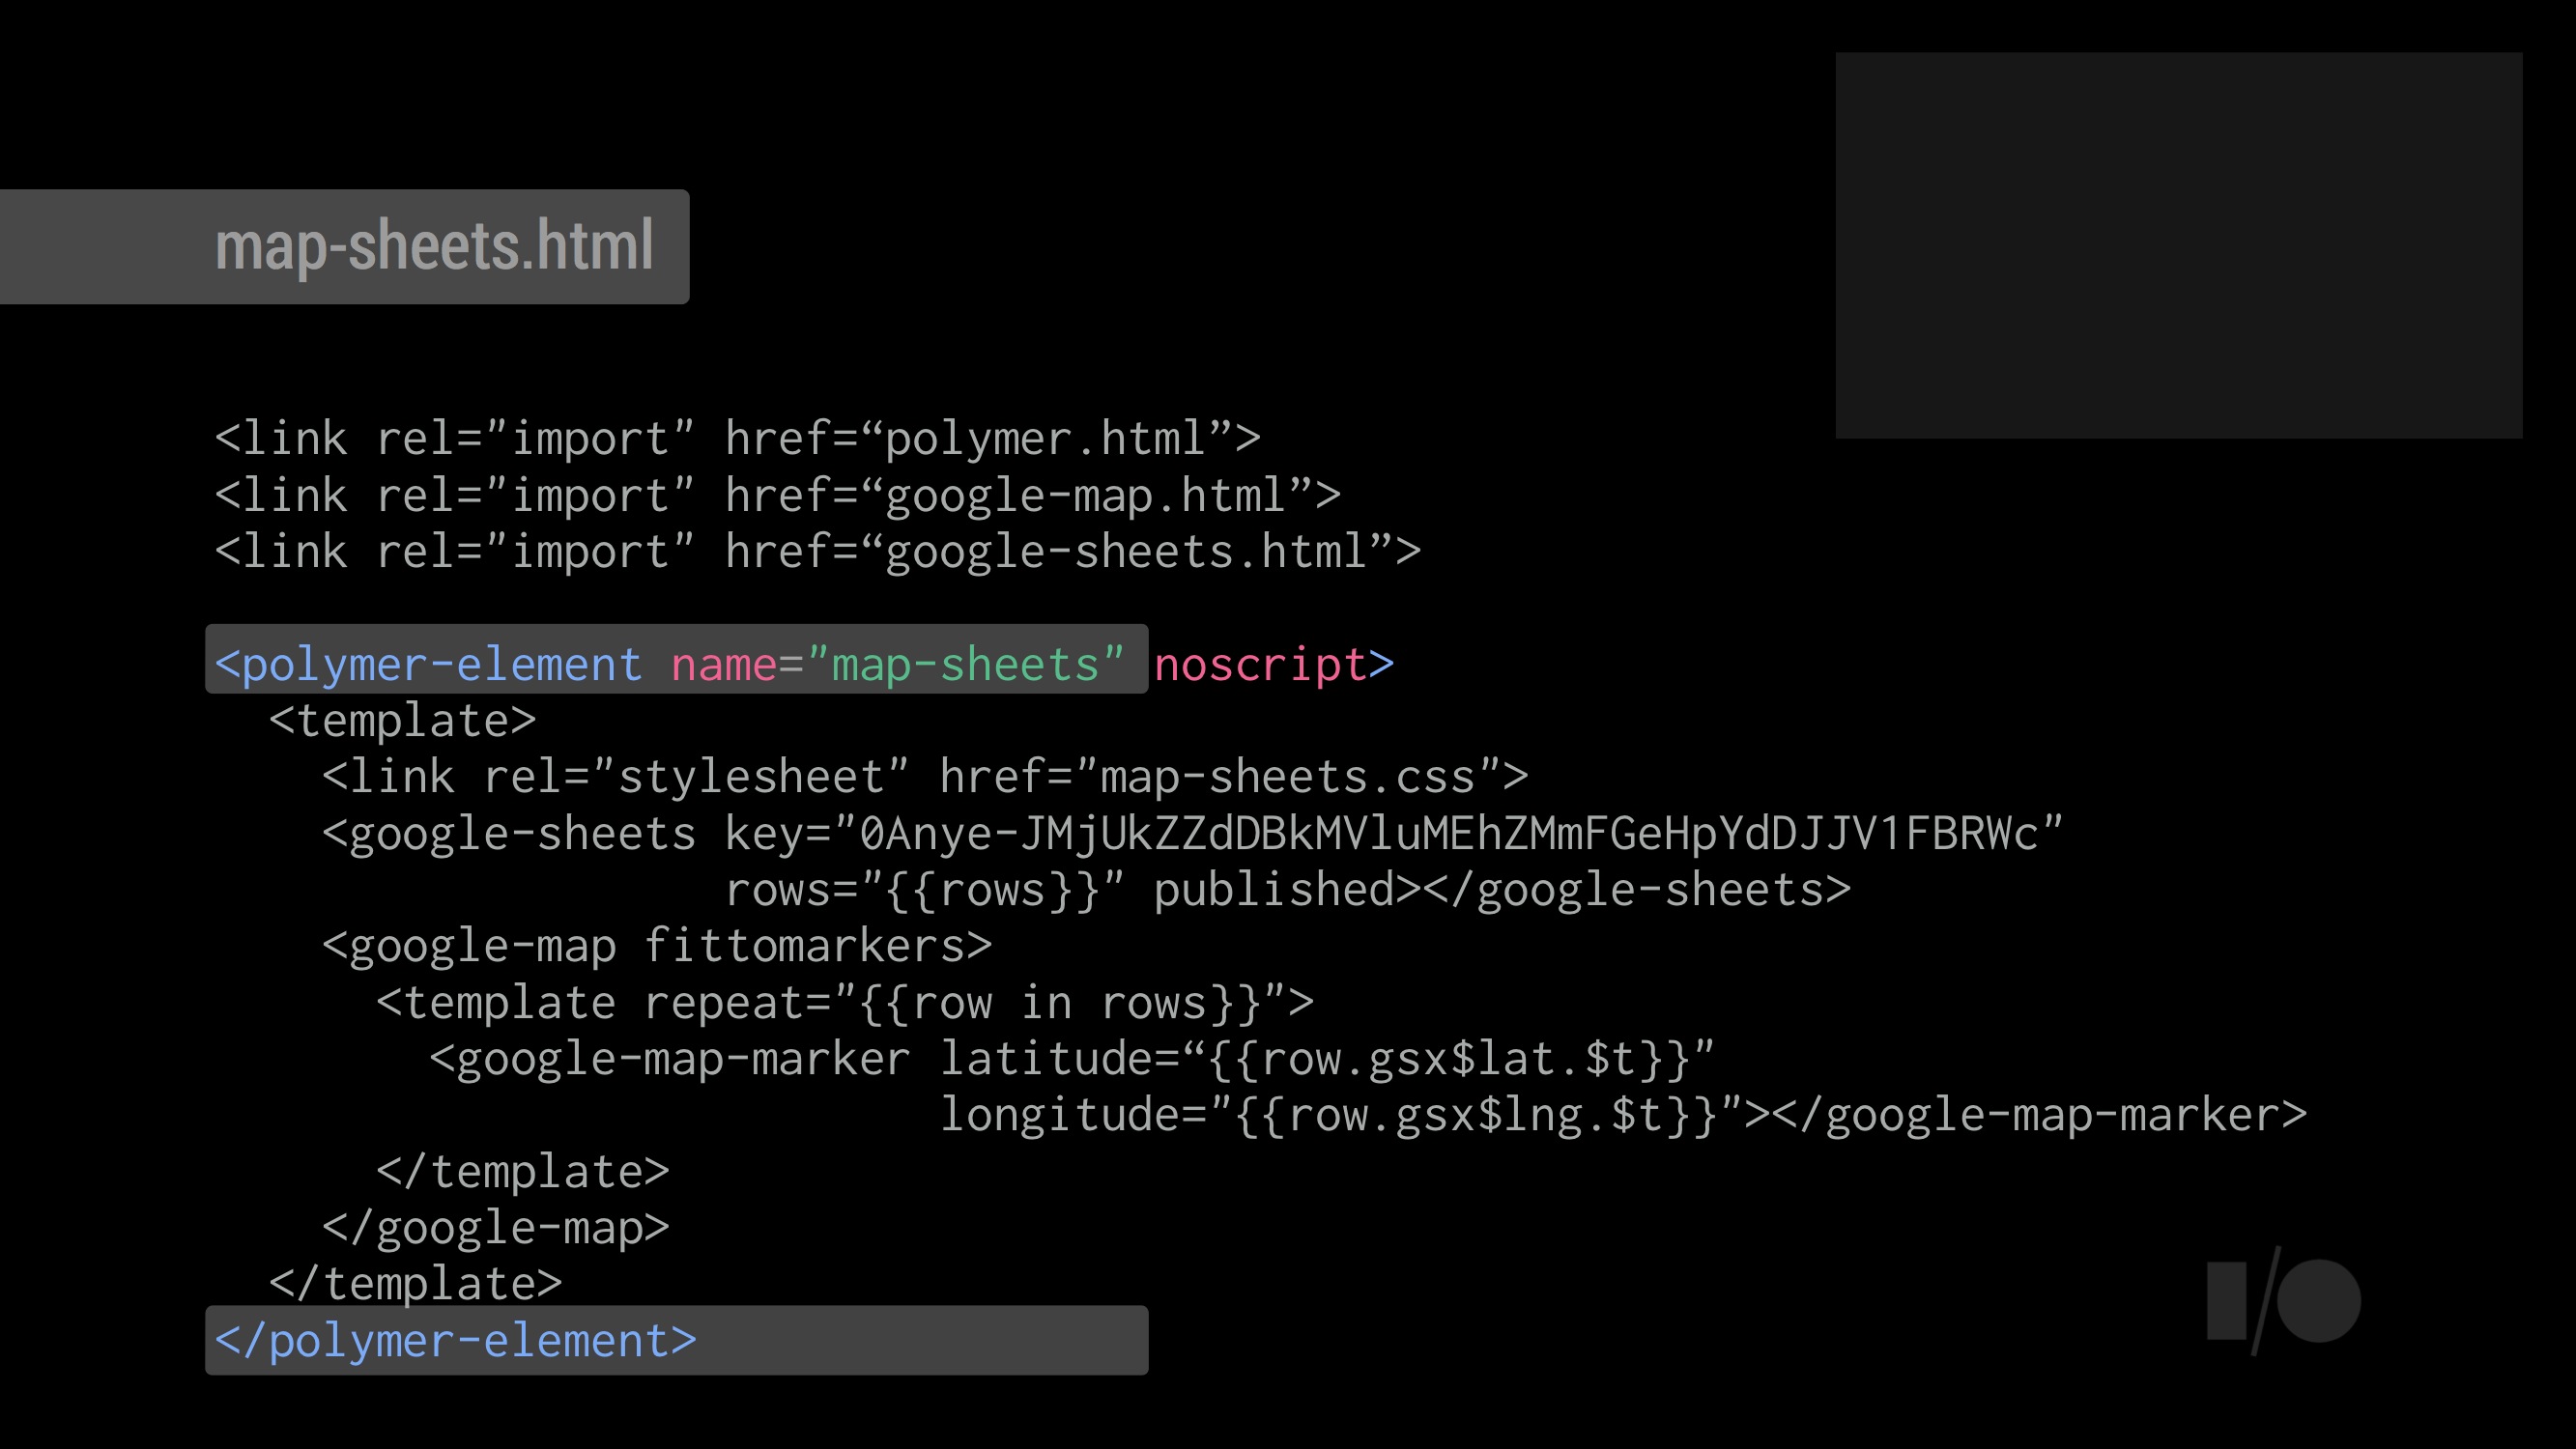 map-sheets.html
<link rel="import" href=“polymer.html”>
<link rel="import" href=“google-map.html”>
<link rel="import" href=“google-sheets.html”>
<polymer-element name="map-sheets" noscript>
<template>
<link rel="stylesheet" href="map-sheets.css">
<google-sheets key="0Anye-JMjUkZZdDBkMVluMEhZMmFGeHpYdDJJV1FBRWc"
rows="{{rows}}" published></google-sheets>
<google-map fittomarkers>
<template repeat="{{row in rows}}">
<google-map-marker latitude=“{{row.gsx$lat.$t}}"
longitude="{{row.gsx$lng.$t}}"></google-map-marker>
</template>
</google-map>
</template>
</polymer-element>
I/O